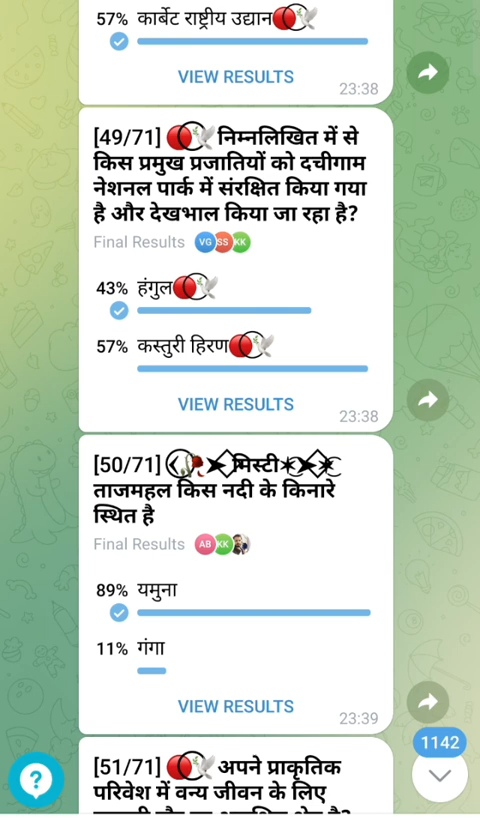 57% कार्बेट राष्ट्रीय उद्यान
VIEW RESULTS
23:38
[49/71] निम्नलिखित में से
किस प्रमुख प्रजातियों को दचीगाम
नेशनल पार्क में संरक्षित किया गया
है और देखभाल किया जा रहा है?
Final Results VG SS KK
43% हंगुल
57% कस्तुरी हिरण
VIEW RESULTS
23:38
[50/71] मिस्टी
ताजमहल किस नदी के किनारे
स्थित है
Final Results AB KK
89% यमुना
11% गंगा
VIEW RESULTS
23:39
1142
[51/71] अपने प्राकृतिक
परिवेश में वन्य जीवन के लिए